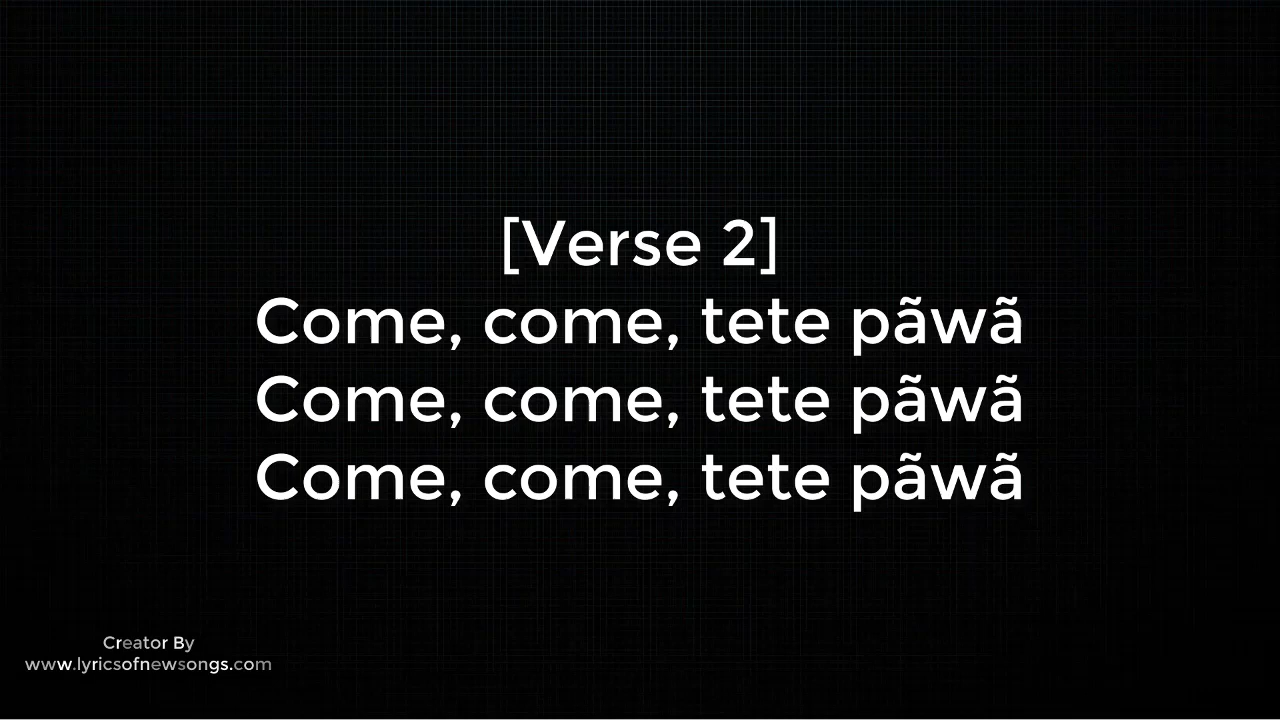 [Verse 2]
Come, come, tete pãwã
Come, come, tete pãwã
Come, come, tete pãwã
Creator By
www.lyricsofnewsongs.com